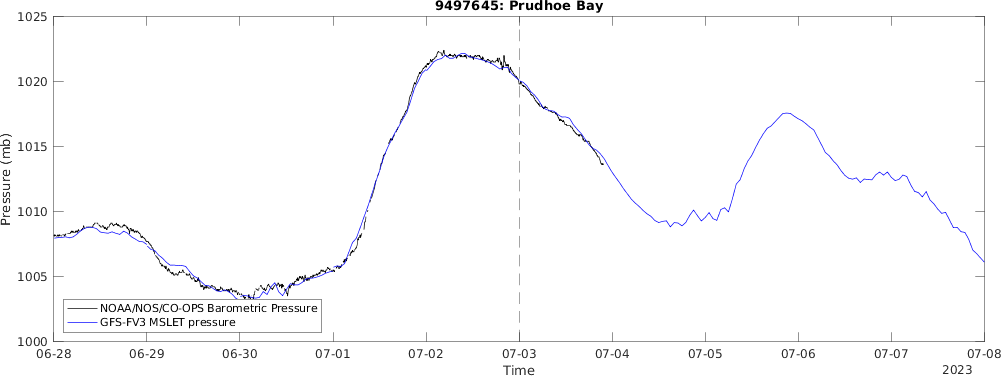 9497645: Prudhoe Bay
1025
1020
1015
1010
1005
1000
Pressure (mb)
NOAA/NOS/CO-OPS Barometric Pressure
GFS-FV3 MSLET pressure
06-28 06-29 06-30 07-01 07-02 07-03 07-04 07-05 07-06 07-07 07-08
Time
2023